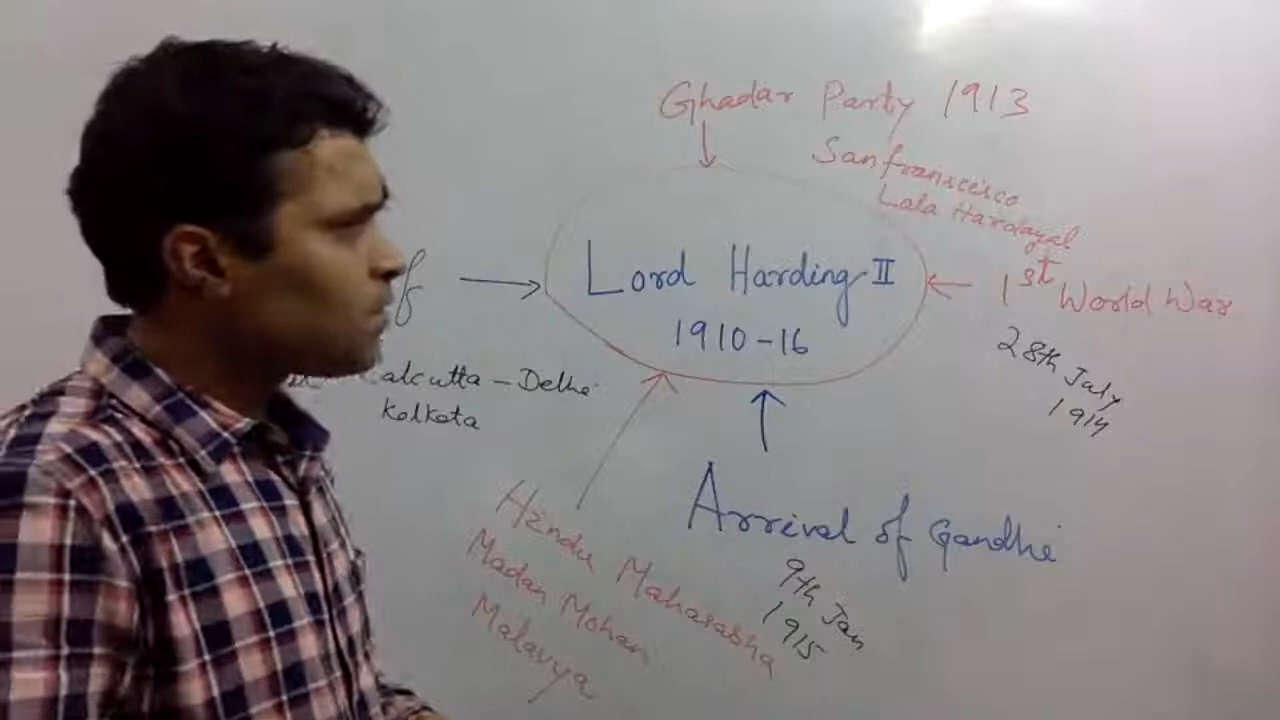 Ghadar Party 1913
Sanfranscisco
Lala Hardayal
Lord Harding II
1910-16
1st World War
28th July
1914
alcutta - Delhi
Kolkata
Arrival of Gandhi
9th Jan
1915
Hindu Mahasabha
Madan Mohan
Malavya